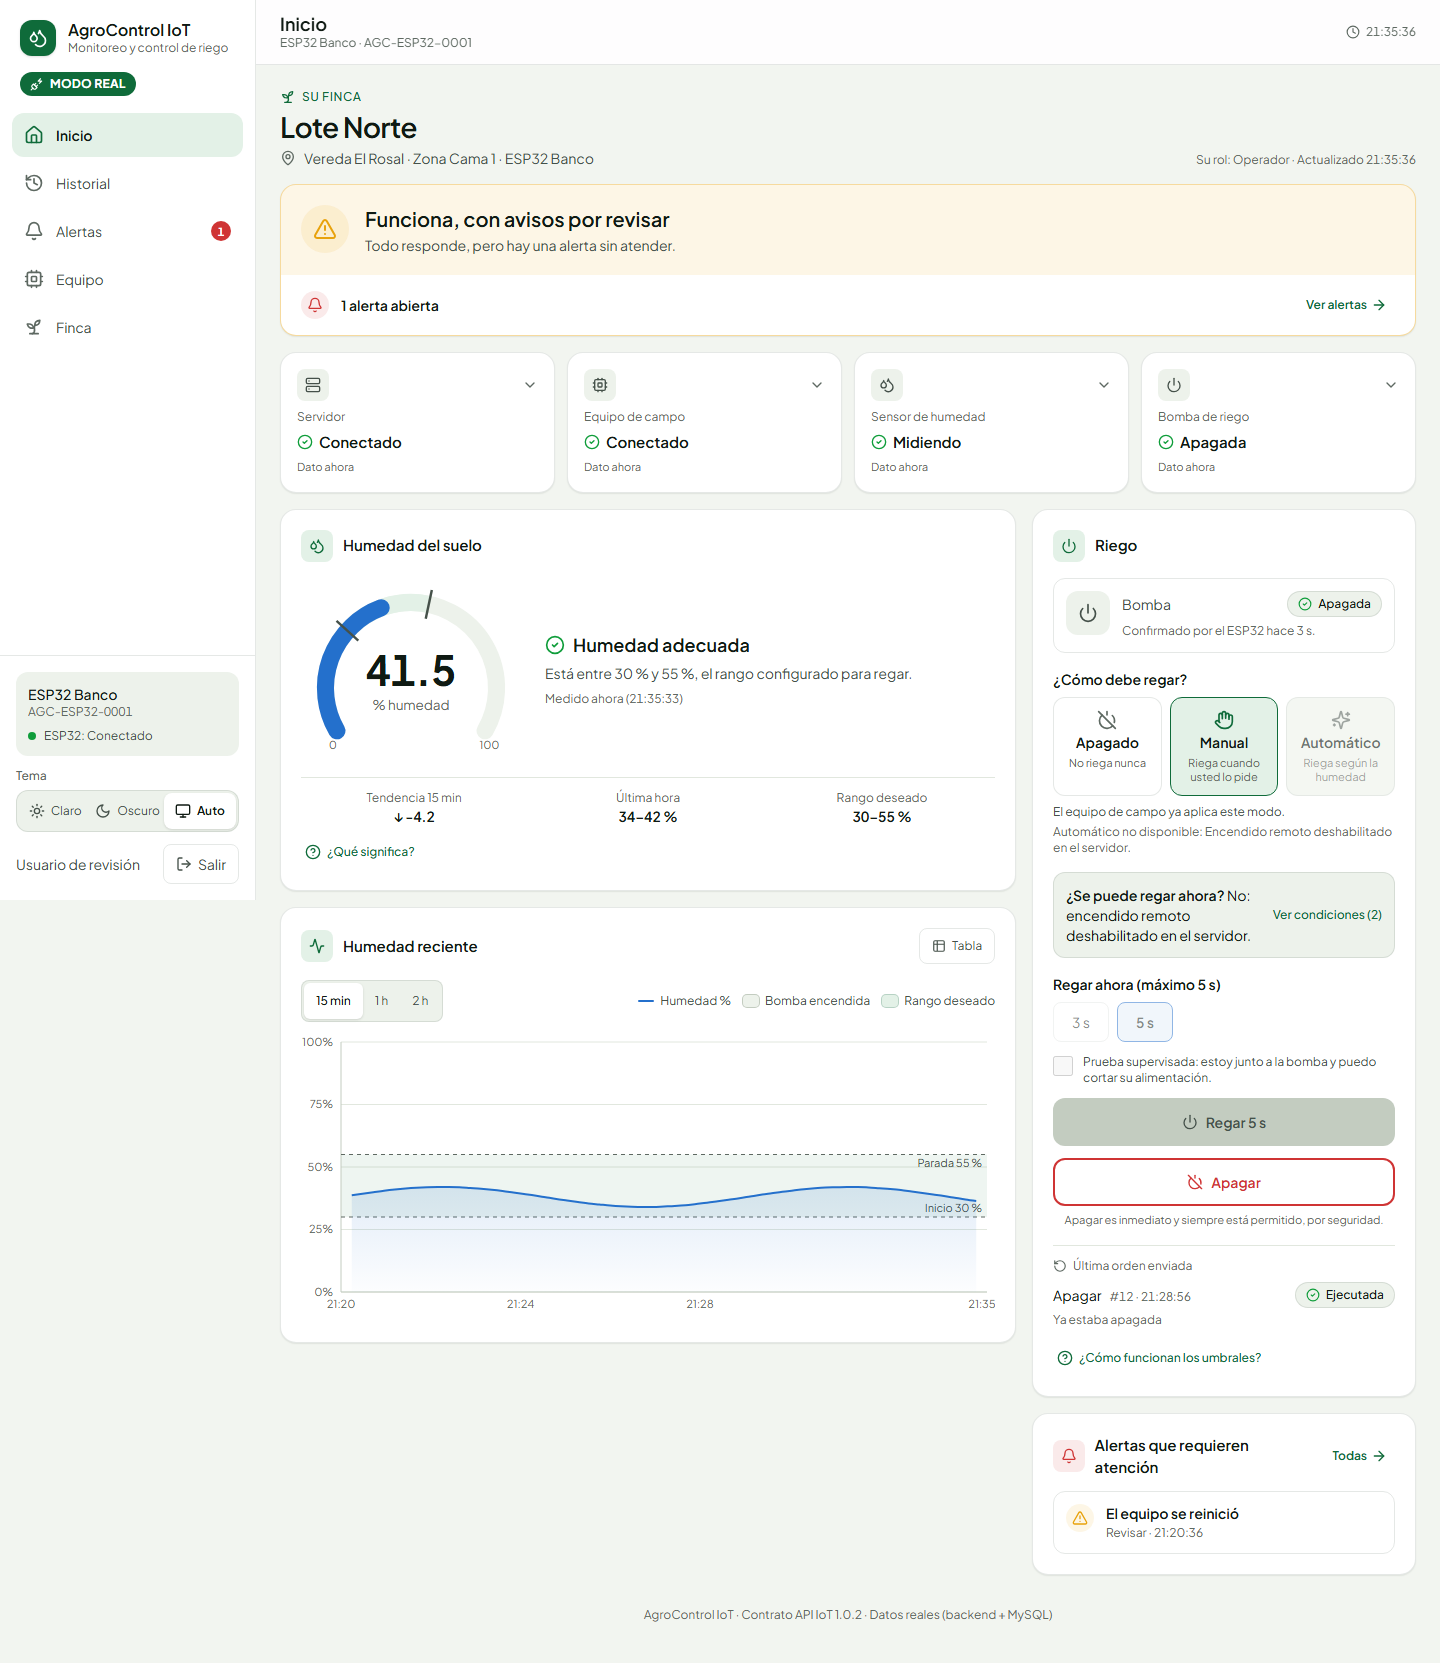 AgroControl IoT
Monitoreo y control de riego
MODO REAL
Inicio
Historial
Alertas
1
Equipo
Finca
ESP32 Banco
AGC-ESP32-0001
ESP32: Conectado
Tema
Claro
Oscuro
Auto
Usuario de revisión
Salir
Inicio
ESP32 Banco · AGC-ESP32-0001
21:35:36
SU FINCA
Lote Norte
Vereda El Rosal · Zona Cama 1 · ESP32 Banco
Su rol: Operador · Actualizado 21:35:36
Funciona, con avisos por revisar
Todo responde, pero hay una alerta sin atender.
1 alerta abierta
Ver alertas
Servidor
Conectado
Dato ahora
Equipo de campo
Conectado
Dato ahora
Sensor de humedad
Midiendo
Dato ahora
Bomba de riego
Apagada
Dato ahora
Humedad del suelo
41.5
% humedad
0
100
Humedad adecuada
Está entre 30 % y 55 %, el rango configurado para regar.
Medido ahora (21:35:33)
Tendencia 15 min
↓ -4.2
Última hora
34–42 %
Rango deseado
30–55 %
¿Qué significa?
Humedad reciente
Tabla
15 min
1 h
2 h
Humedad %
Bomba encendida
Rango deseado
100%
75%
50%
25%
0%
Parada 55 %
Inicio 30 %
21:20
21:24
21:28
21:35
Riego
Bomba
Apagada
Confirmado por el ESP32 hace 3 s.
¿Cómo debe regar?
Apagado
No riega nunca
Manual
Riega cuando
usted lo pide
Automático
Riega según la
humedad
El equipo de campo ya aplica este modo.
Automático no disponible: Encendido remoto deshabilitado
en el servidor.
¿Se puede regar ahora? No:
encendido remoto
deshabilitado en el servidor.
Ver condiciones (2)
Regar ahora (máximo 5 s)
3 s
5 s
Prueba supervisada: estoy junto a la bomba y puedo
cortar su alimentación.
Regar 5 s
Apagar
Apagar es inmediato y siempre está permitido, por seguridad.
Última orden enviada
Apagar #12 · 21:28:56
Ejecutada
Ya estaba apagada
¿Cómo funcionan los umbrales?
Alertas que requieren
atención
Todas
El equipo se reinició
Revisar · 21:20:36
AgroControl IoT · Contrato API IoT 1.0.2 · Datos reales (backend + MySQL)